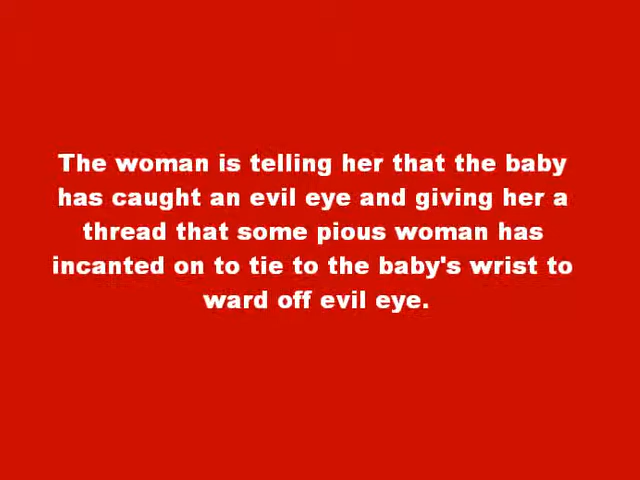 The woman is telling her that the baby
has caught an evil eye and giving her a
thread that some pious woman has
incanted on to tie to the baby's wrist to
ward off evil eye.